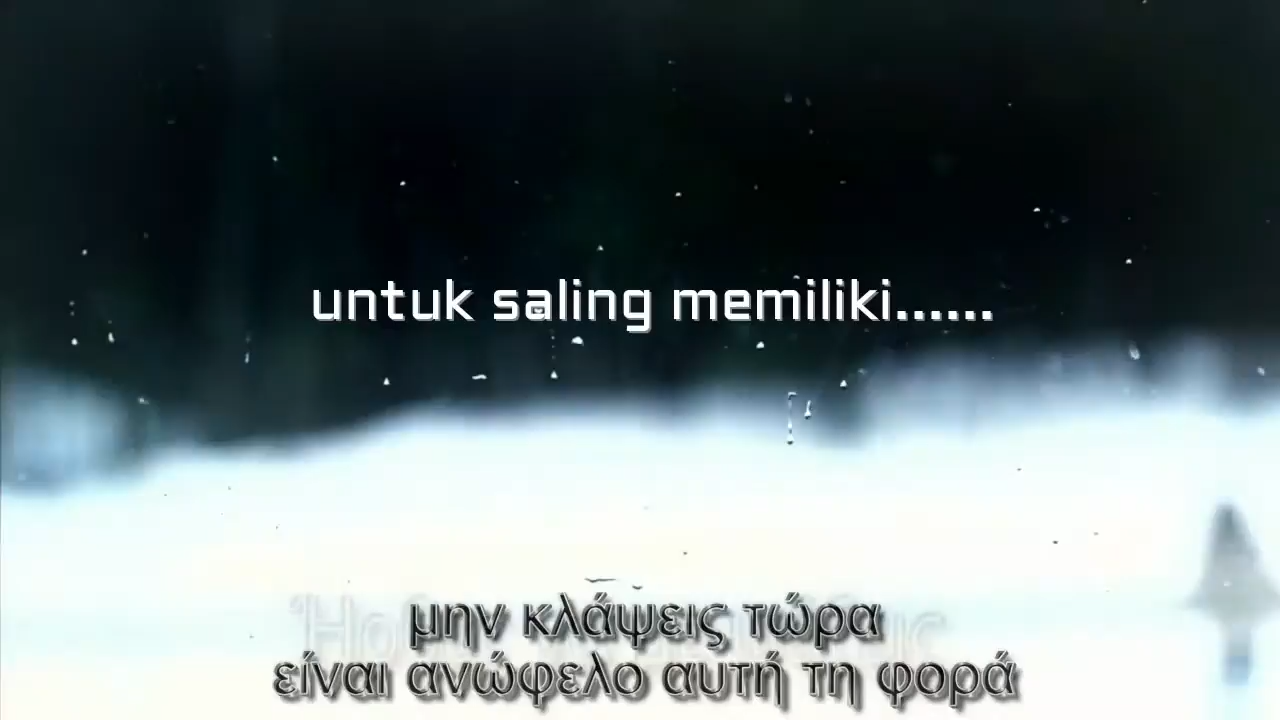 untuk saling memiliki......
μην κλάψεις τώρα
είναι ανώφελο αυτή τη φορά